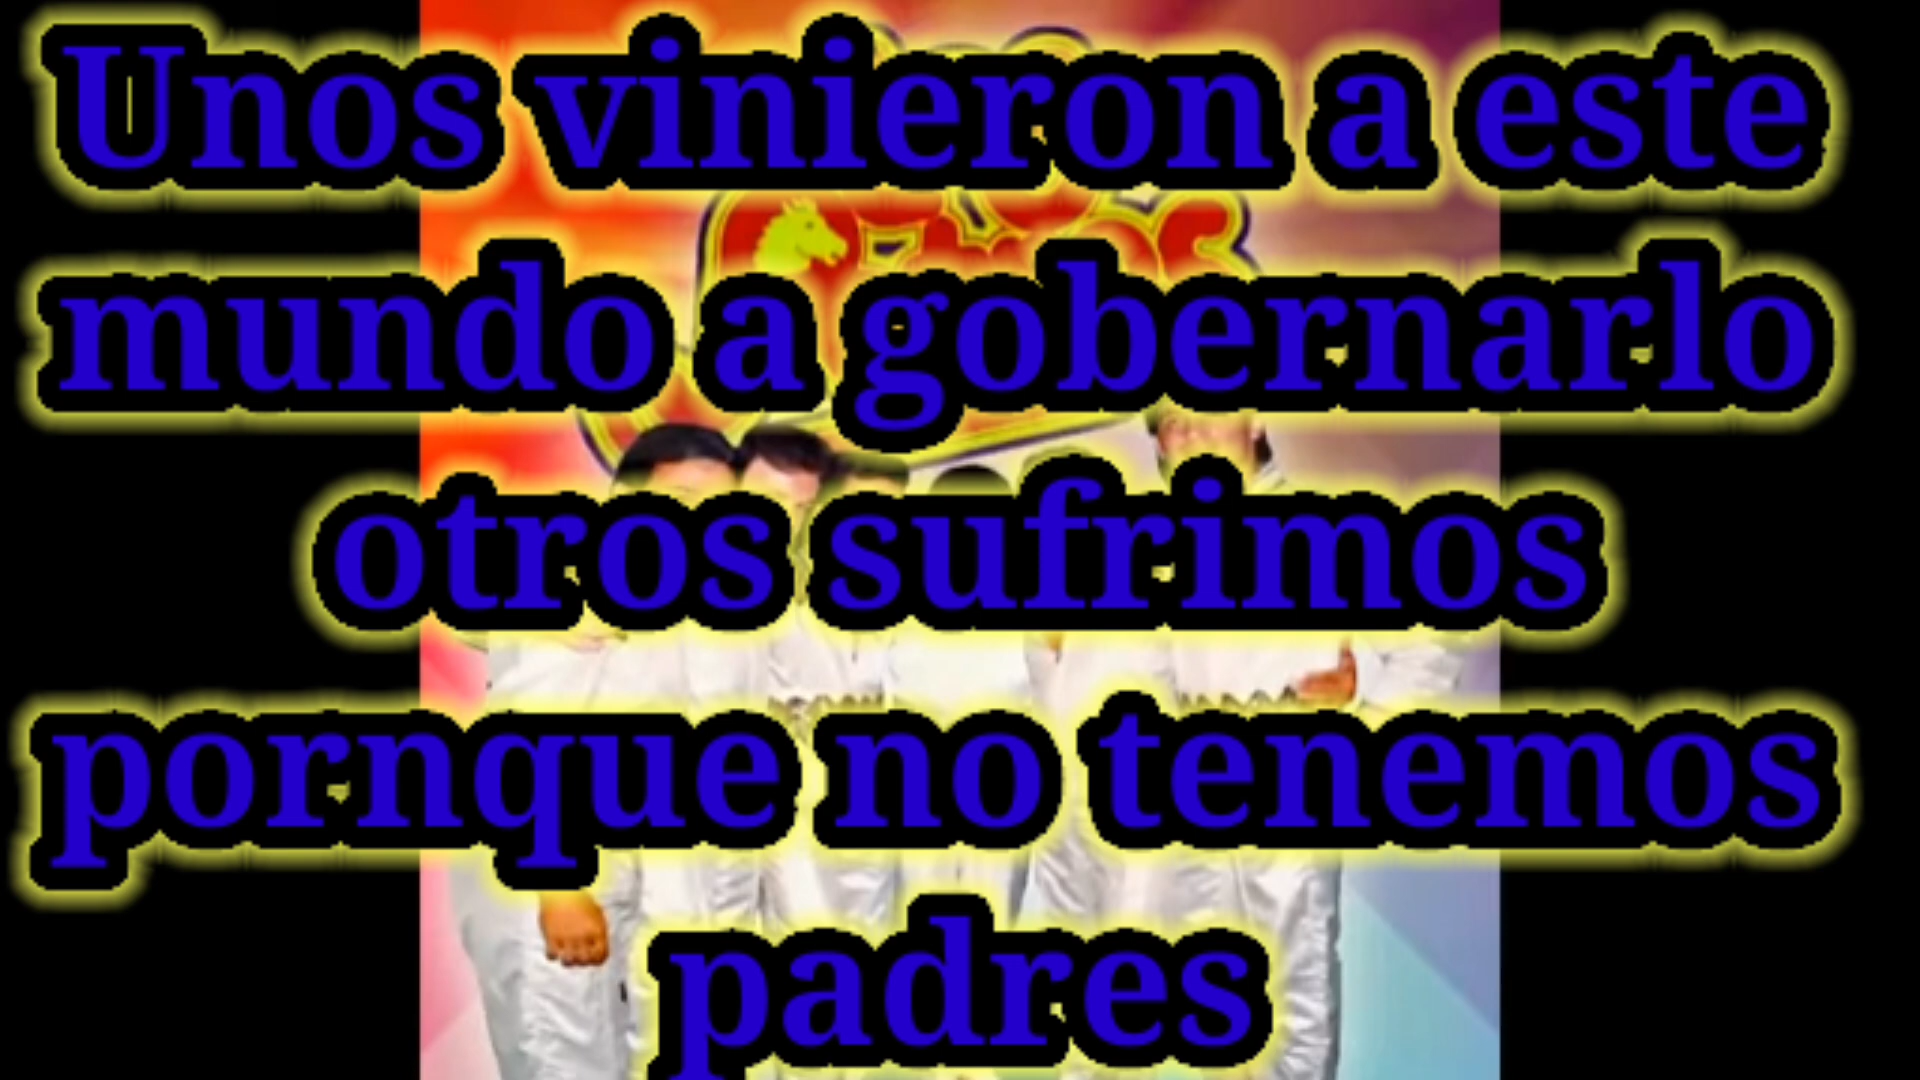 Unos vinieron a este
mundo a gobernarlo
otros sufrimos
pornque no tenemos
padres